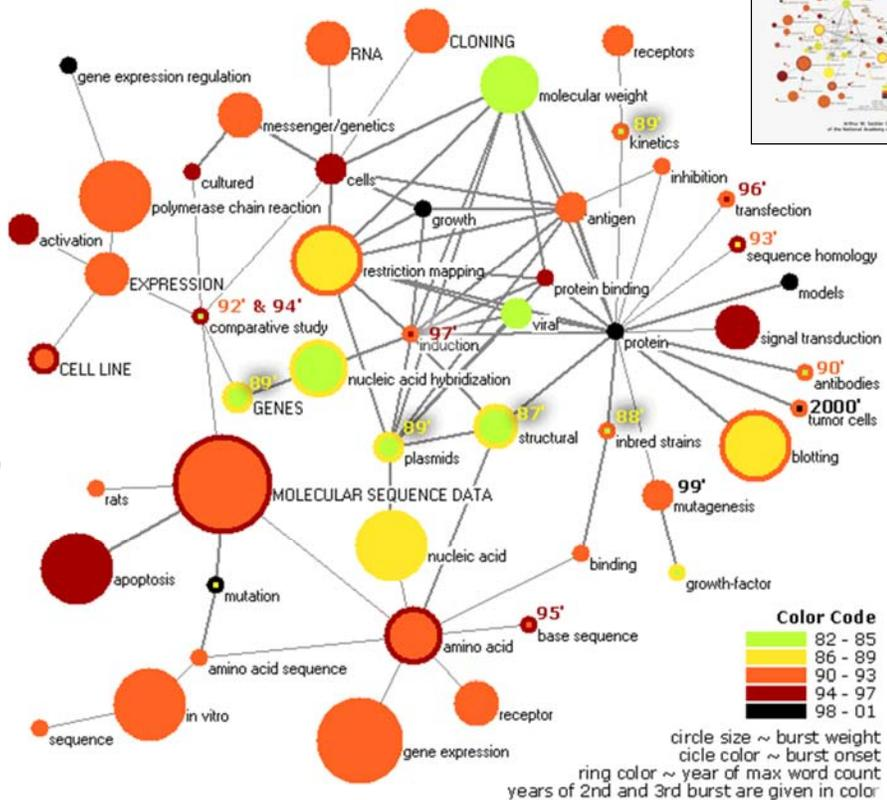 RNA
CLONING
receptors
gene expression regulation
molecular weight
messenger/genetics
89'
kinetics
cultured
cells
inhibition
96'
transfection
polymerase chain reaction
growth
antigen
activation
93'
sequence homology
restriction mapping
protein binding
EXPRESSION
models
92' & 94'
comparative study
97'
induction
viral
protein
signal transduction
CELL LINE
nucleic acid hybridization
90'
antibodies
89'
GENES
2000'
tumor cells
89'
plasmids
87'
structural
88'
inbred strains
blotting
rats
MOLECULAR SEQUENCE DATA
99'
mutagenesis
nucleic acid
apoptosis
mutation
binding
growth-factor
95'
base sequence
amino acid
amino acid sequence
in vitro
receptor
sequence
gene expression
Color Code
82 - 85
86 - 89
90 - 93
94 - 97
98 - 01
circle size ~ burst weight
cicle color ~ burst onset
ring color ~ year of max word count
years of 2nd and 3rd burst are given in color